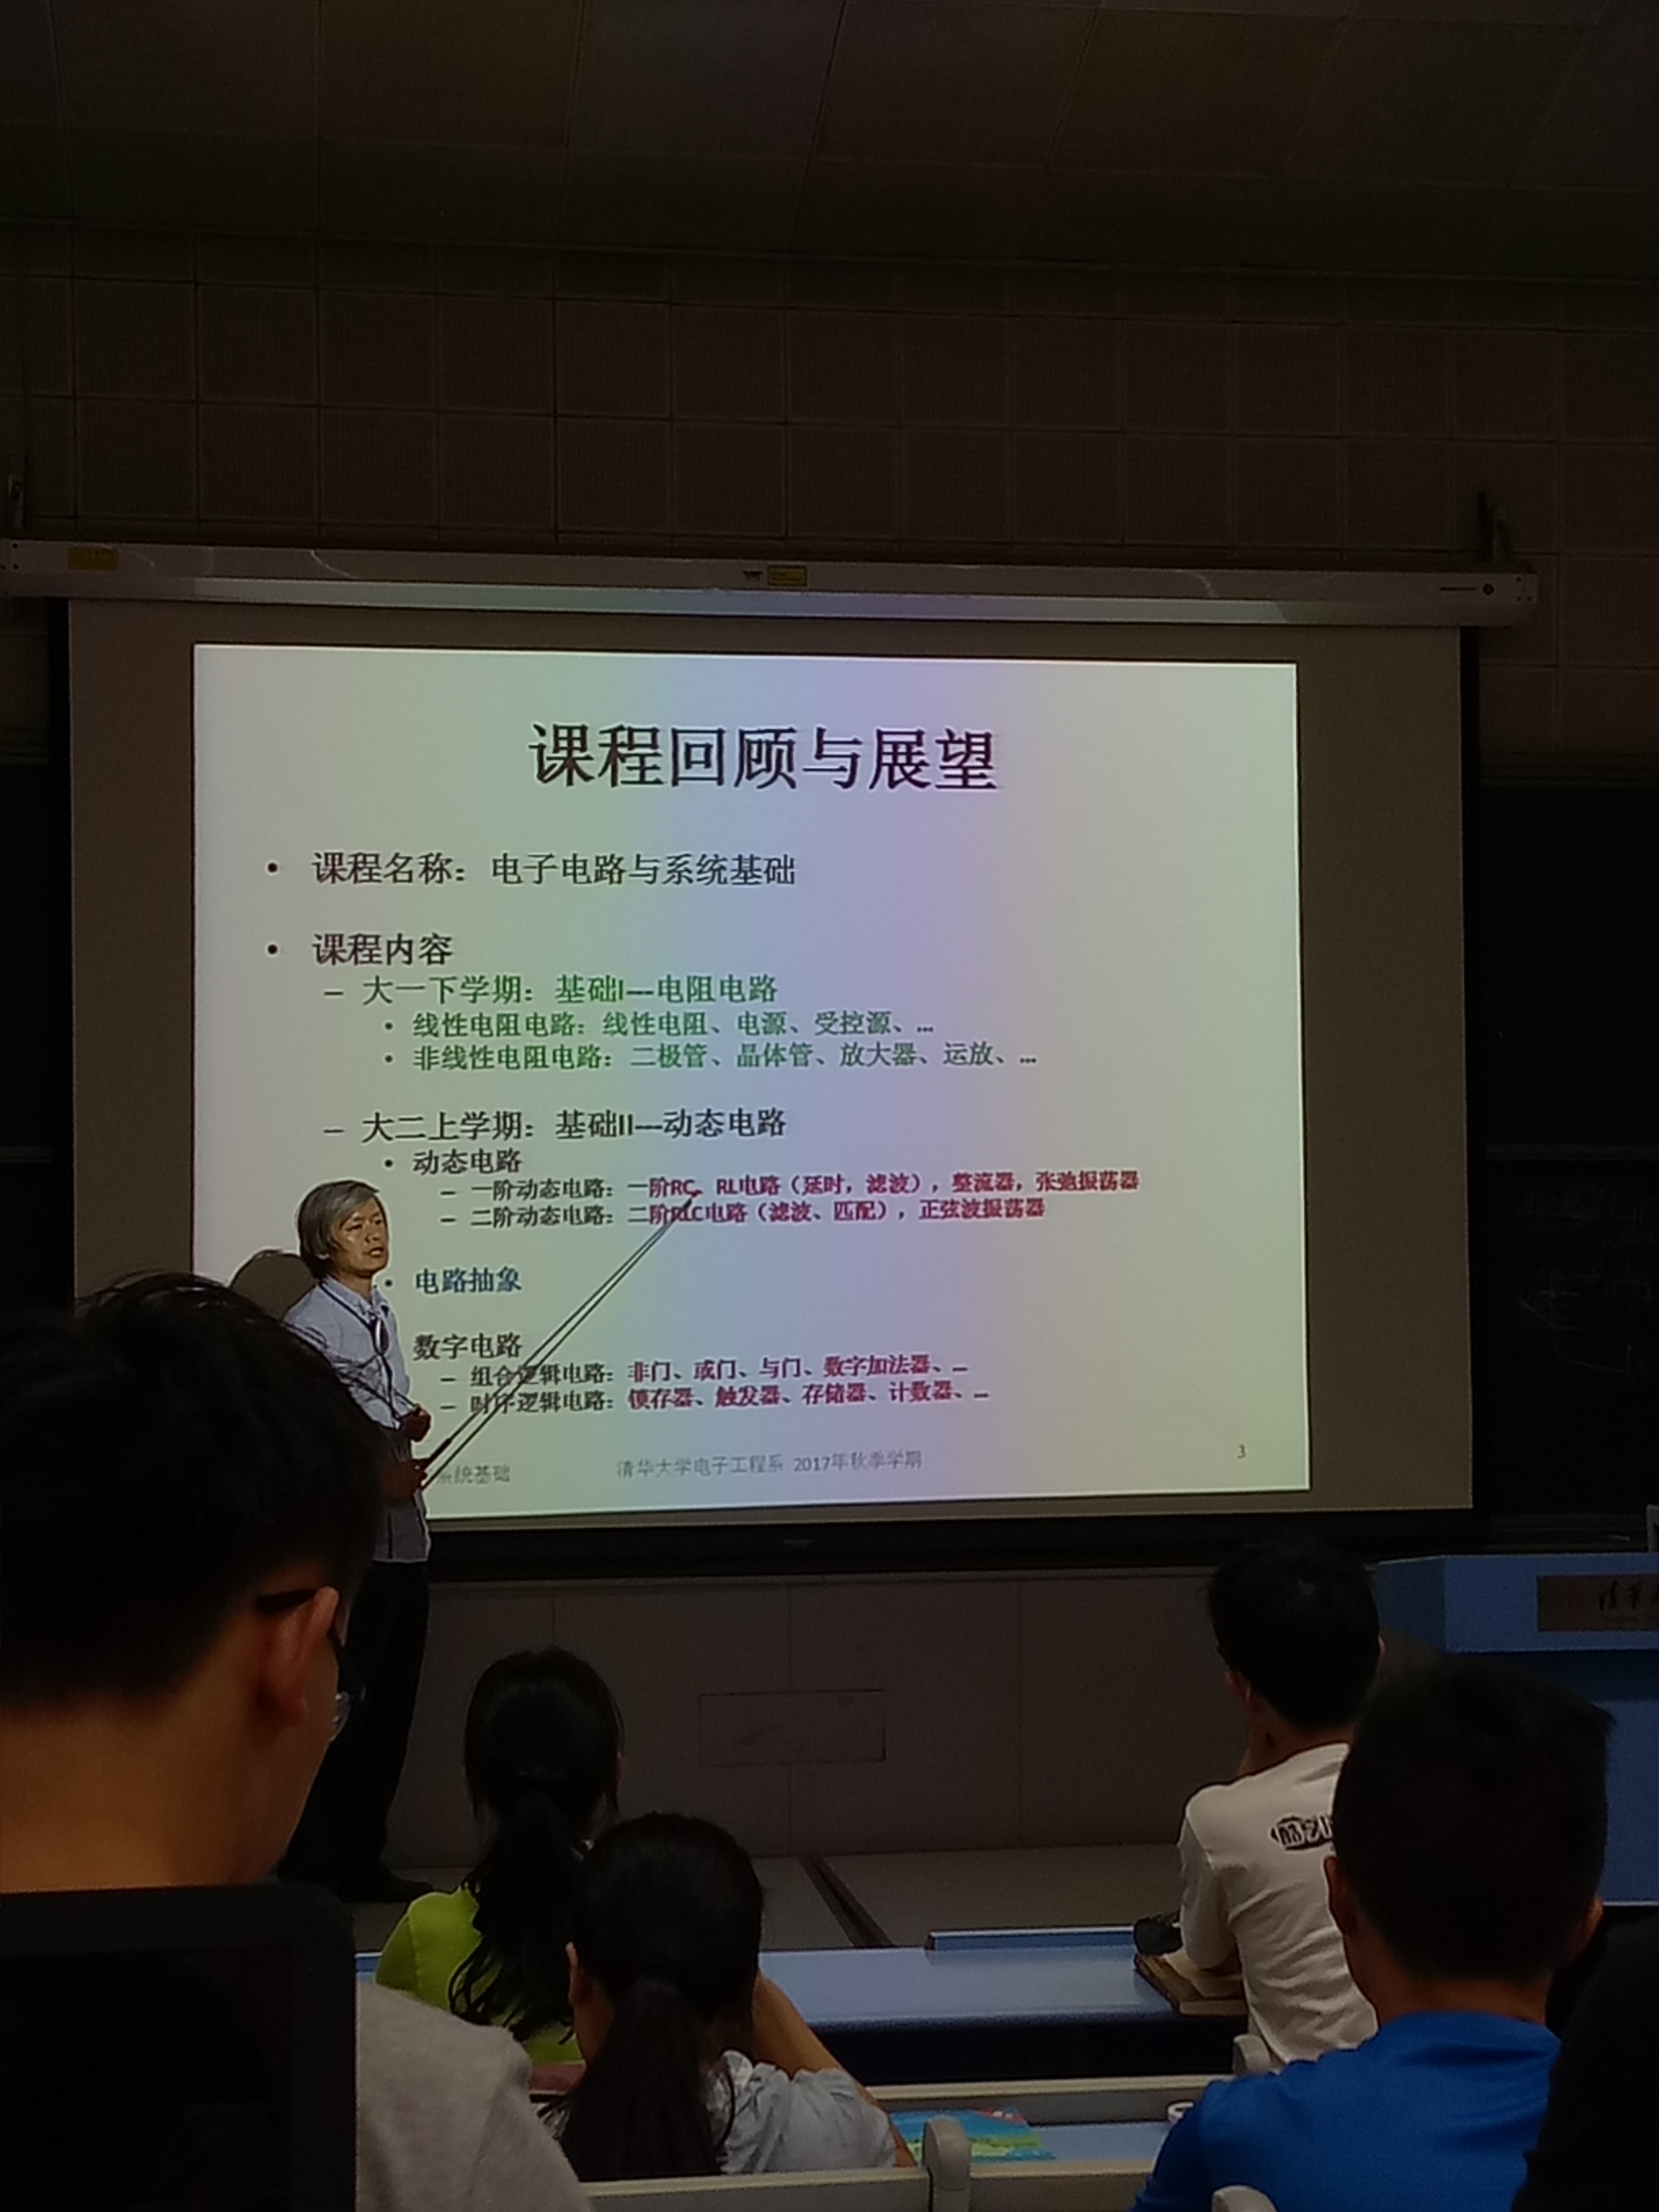 课程回顾与展望
• 课程名称：电子电路与系统基础
• 课程内容
– 大一下学期：基础I---电阻电路
• 线性电阻电路：线性电阻、电源、受控源、...
• 非线性电阻电路：二极管、晶体管、放大器、运放、...
– 大二上学期：基础II---动态电路
• 动态电路
– 一阶动态电路：一阶RC、RL电路（延时，滤波），整流器，张弛振荡器
– 二阶动态电路：二阶RLC电路（滤波、匹配），正弦波振荡器
• 电路抽象
数字电路
– 组合逻辑电路：非门、或门、与门、数字加法器、...
– 时序逻辑电路：锁存器、触发器、存储器、计数器、...
系统基础
清华大学电子工程系 2017年秋季学期
3
清华